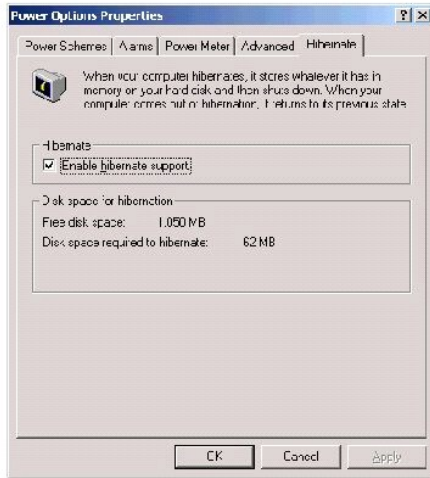 Power Options Properties
Power Schemes Alarms Power Meter Advanced Hibernate
When your computer hibernates, it stores whatever it has in
memory on your hard disk and then shuts down. When your
computer comes out of hibernation, it returns to its previous state.
Hibernate
Enable hibernate support.
Disk space for hibernation
Free disk space: 1,050 MB
Disk space required to hibernate: 62 MB
OK Cancel Apply